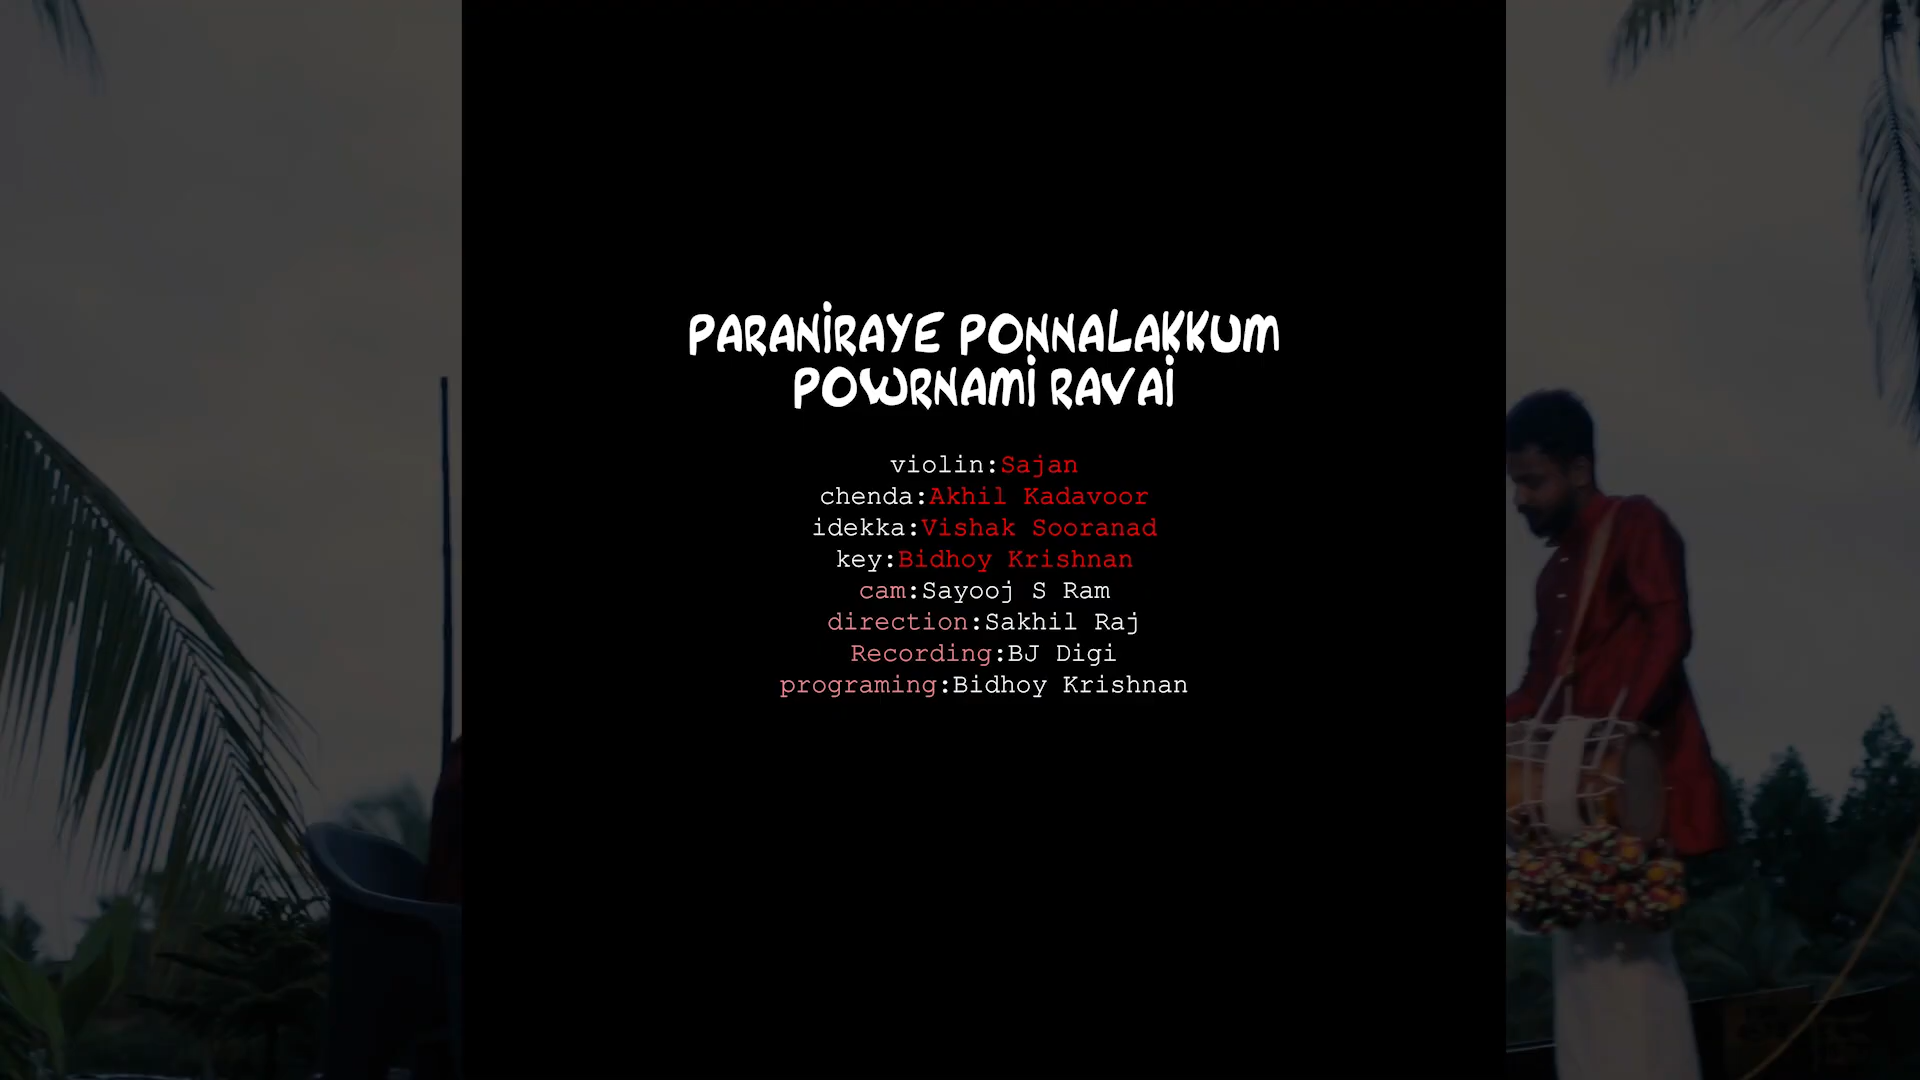 PARANIRAYE PONNALAKKUM
POWRNAMI RAVAI
violin:Sajan
chenda:Akhil Kadavoor
idekka:Vishak Sooranad
key:Bidhoy Krishnan
cam:Sayooj S Ram
direction:Sakhil Raj
Recording:BJ Digi
programing:Bidhoy Krishnan